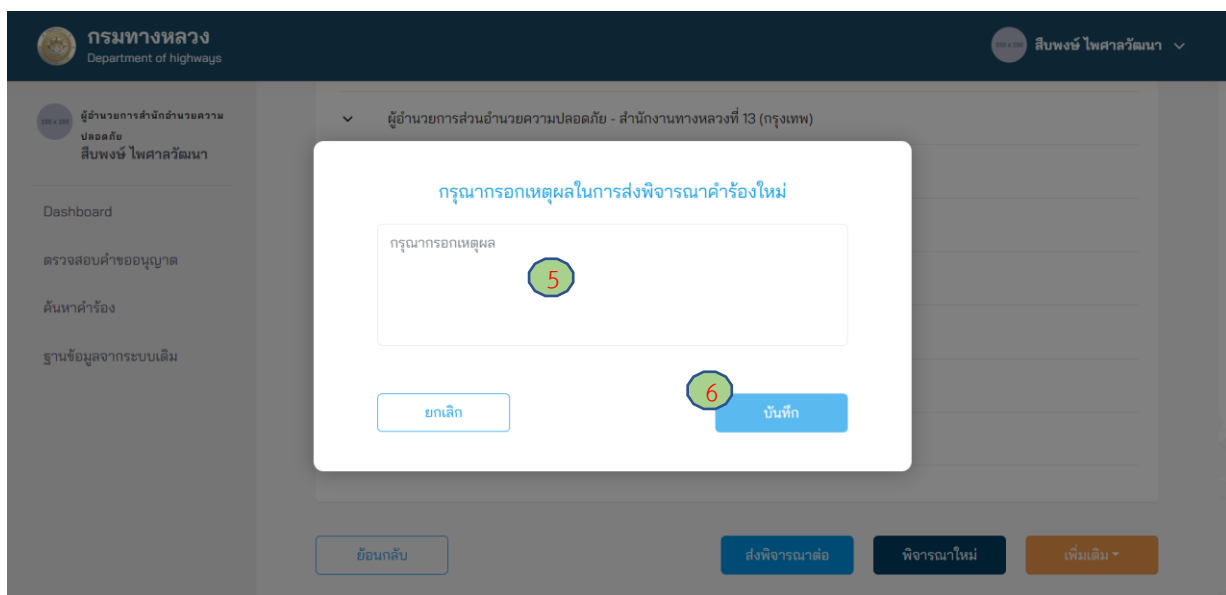 กรมทางหลวง
Department of highways
สืบพงษ์ ไพศาลวัฒนา
ผู้อำนวยการสำนักอำนวยความ
ปลอดภัย
สืบพงษ์ ไพศาลวัฒนา
Dashboard
ตรวจสอบคำขออนุญาต
ค้นหาคำร้อง
ฐานข้อมูลจากระบบเดิม
ผู้อำนวยการส่วนอำนวยความปลอดภัย - สำนักงานทางหลวงที่ 13 (กรุงเทพ)
กรุณากรอกเหตุผลในการส่งพิจารณาคำร้องใหม่
กรุณากรอกเหตุผล
5
6
ยกเลิก
บันทึก
ย้อนกลับ
ส่งพิจารณาต่อ
พิจารณาใหม่
เพิ่มเติม